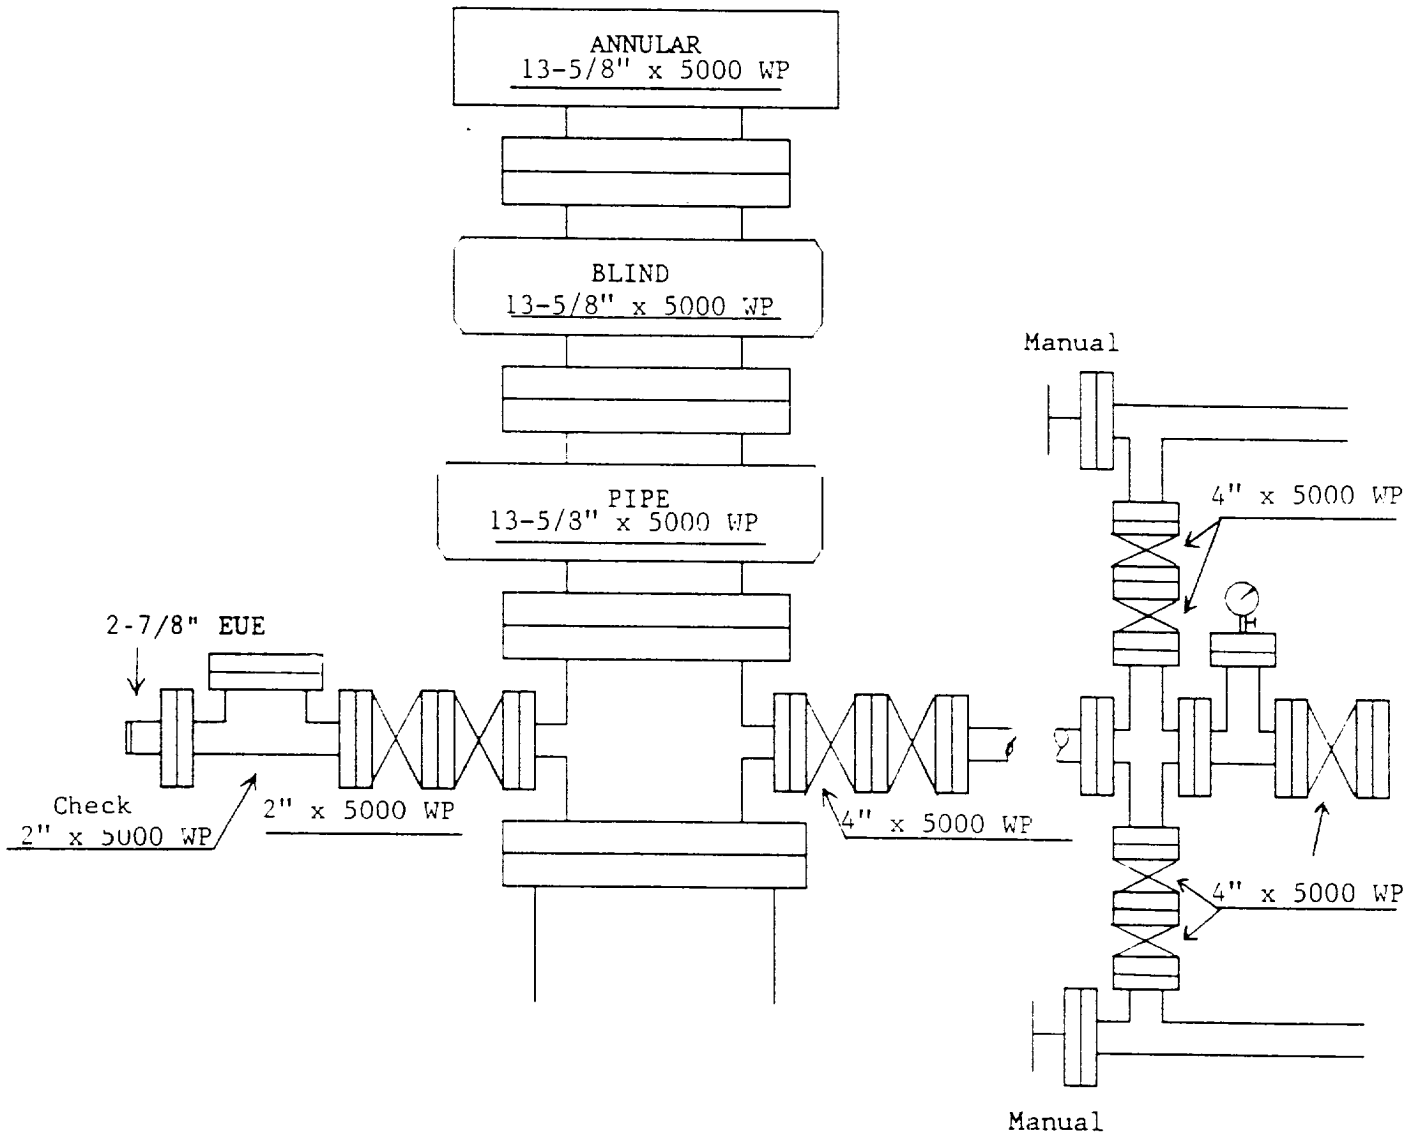 ANNULAR
13-5/8" x 5000 WP
BLIND
13-5/8" x 5000 WP
Manual
PIPE
13-5/8" x 5000 WP
4" x 5000 WP
2-7/8" EUE
Check
2" x 5000 WP
2" x 5000 WP
4" x 5000 WP
4" x 5000 WP
Manual